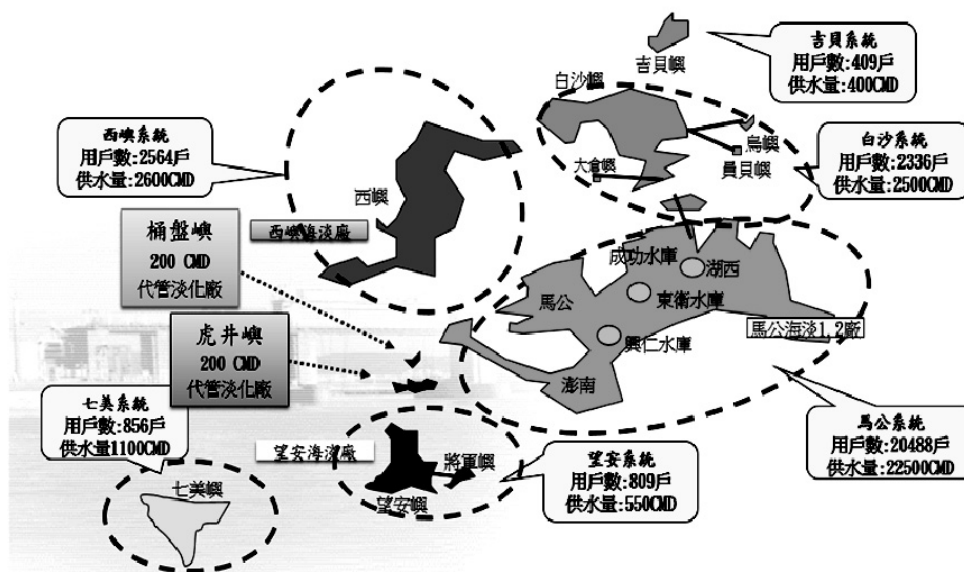 吉貝系統
用戶數:409戶
供水量:400CMD
吉貝嶼
白沙嶼
西嶼系統
用戶數:2564戶
供水量:2600CMD
鳥嶼
員貝嶼
大倉嶼
白沙系統
用戶數:2336戶
供水量:2500CMD
西嶼
桶盤嶼
200 CMD
代管淡化廠
西嶼海淡廠
成功水庫
湖西
東衛水庫
馬公
興仁水庫
馬公海淡1,2廠
虎井嶼
200 CMD
代管淡化廠
澎南
七美系統
用戶數:856戶
供水量1100CMD
馬公系統
用戶數:20488戶
供水量:22500CMD
望安海淡廠
將軍嶼
望安嶼
望安系統
用戶數:809戶
供水量:550CMD
七美嶼